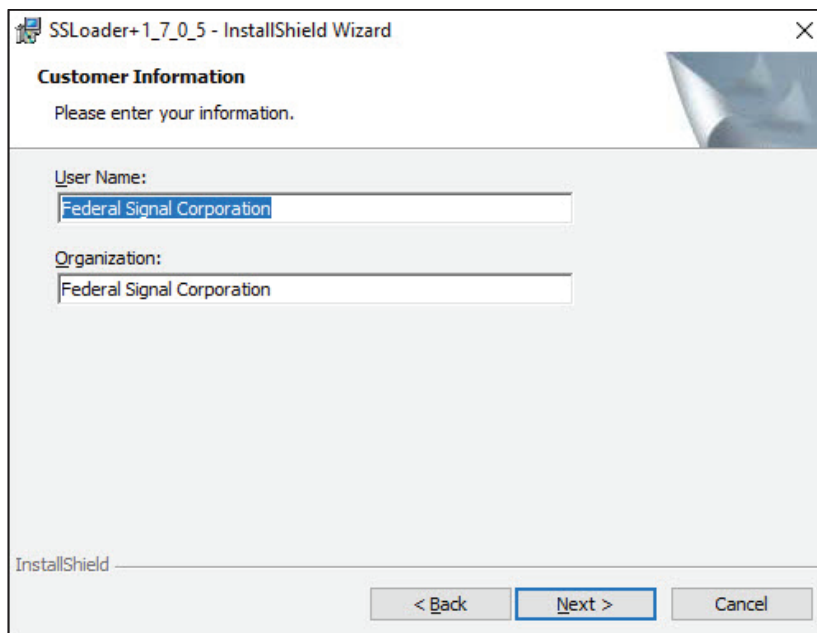 SSLoader+1_7_0_5 - InstallShield Wizard
Customer Information
Please enter your information.
User Name:
Federal Signal Corporation
Organization:
Federal Signal Corporation
InstallShield
< Back Next > Cancel